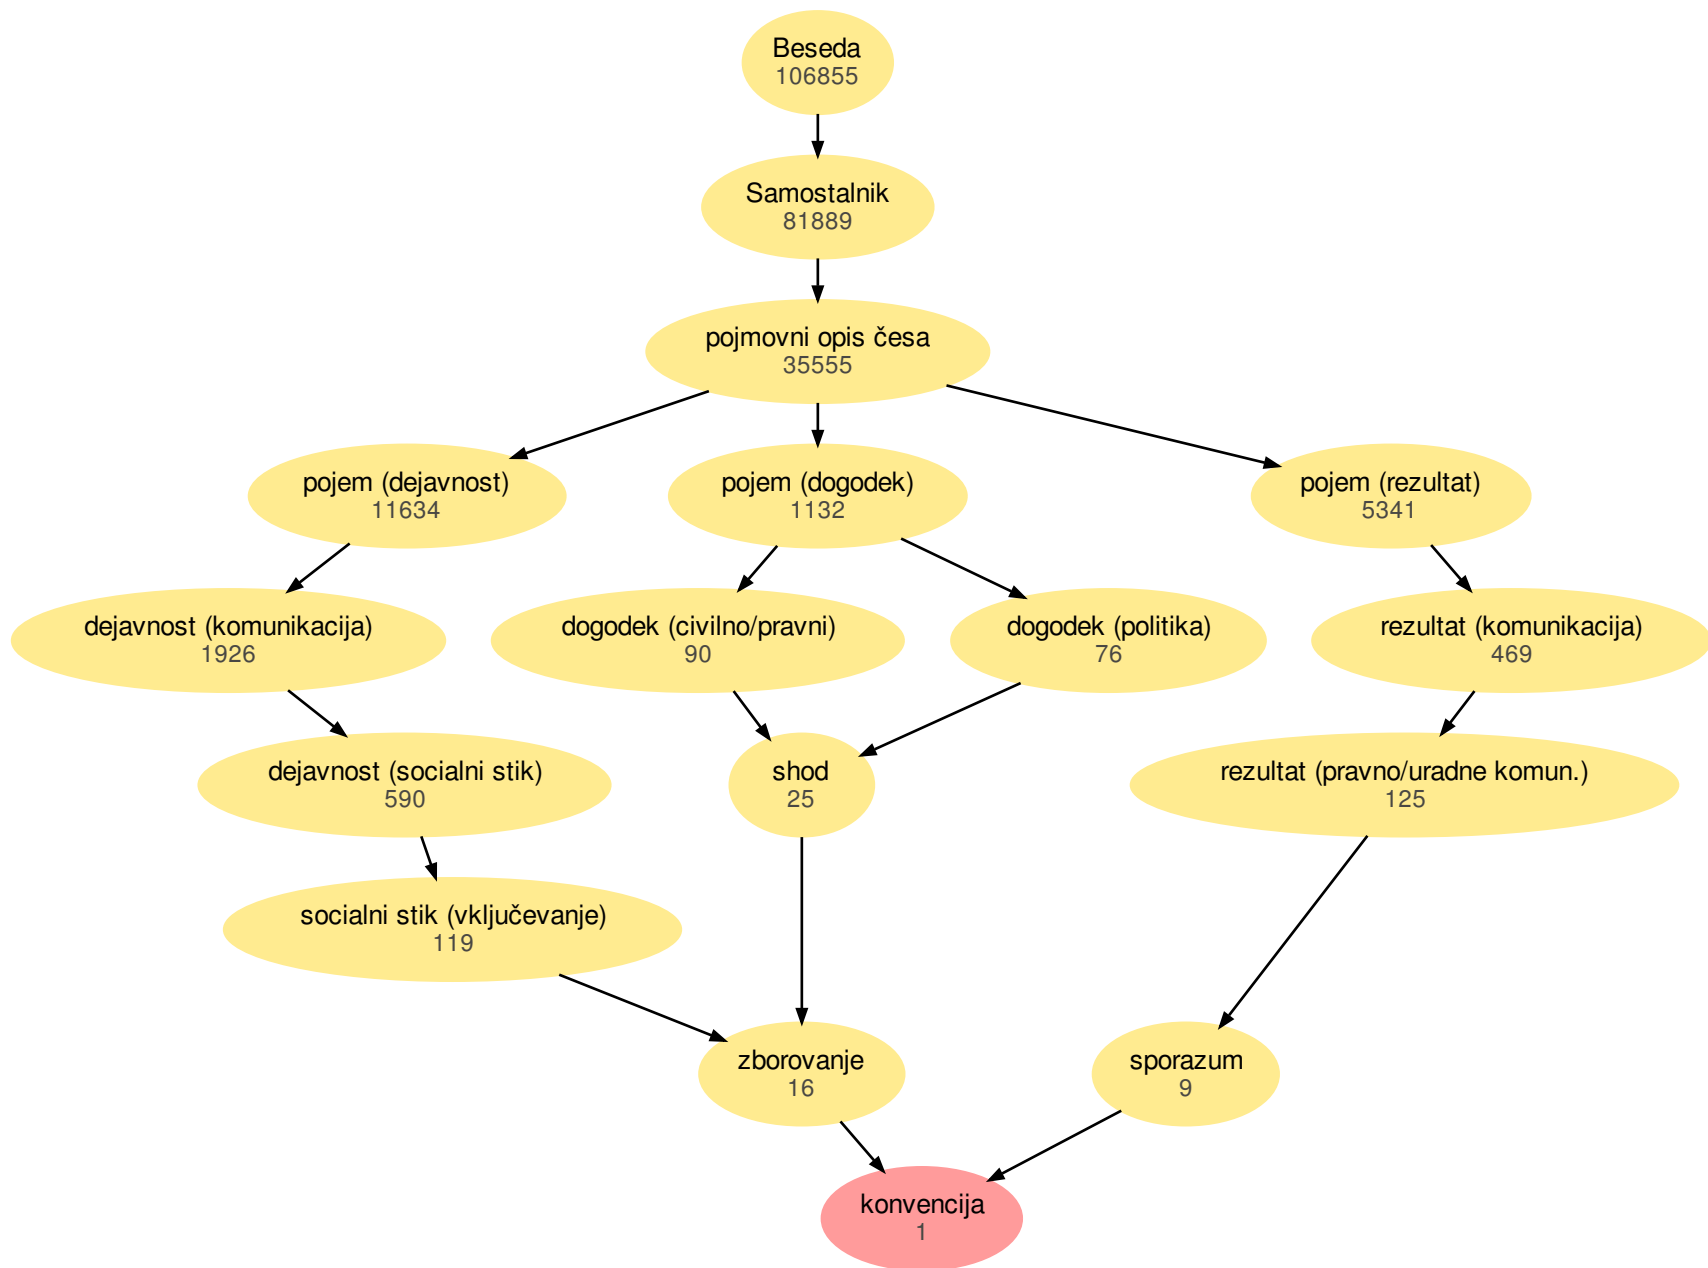 Beseda
106855
Samostalnik
81889
pojmovni opis česa
35555
pojem (dejavnost)
11634
pojem (dogodek)
1132
pojem (rezultat)
5341
dejavnost (komunikacija)
1926
dogodek (civilno/pravni)
90
dogodek (politika)
76
rezultat (komunikacija)
469
dejavnost (socialni stik)
590
shod
25
rezultat (pravno/uradne komun.)
125
socialni stik (vključevanje)
119
zborovanje
16
sporazum
9
konvencija
1